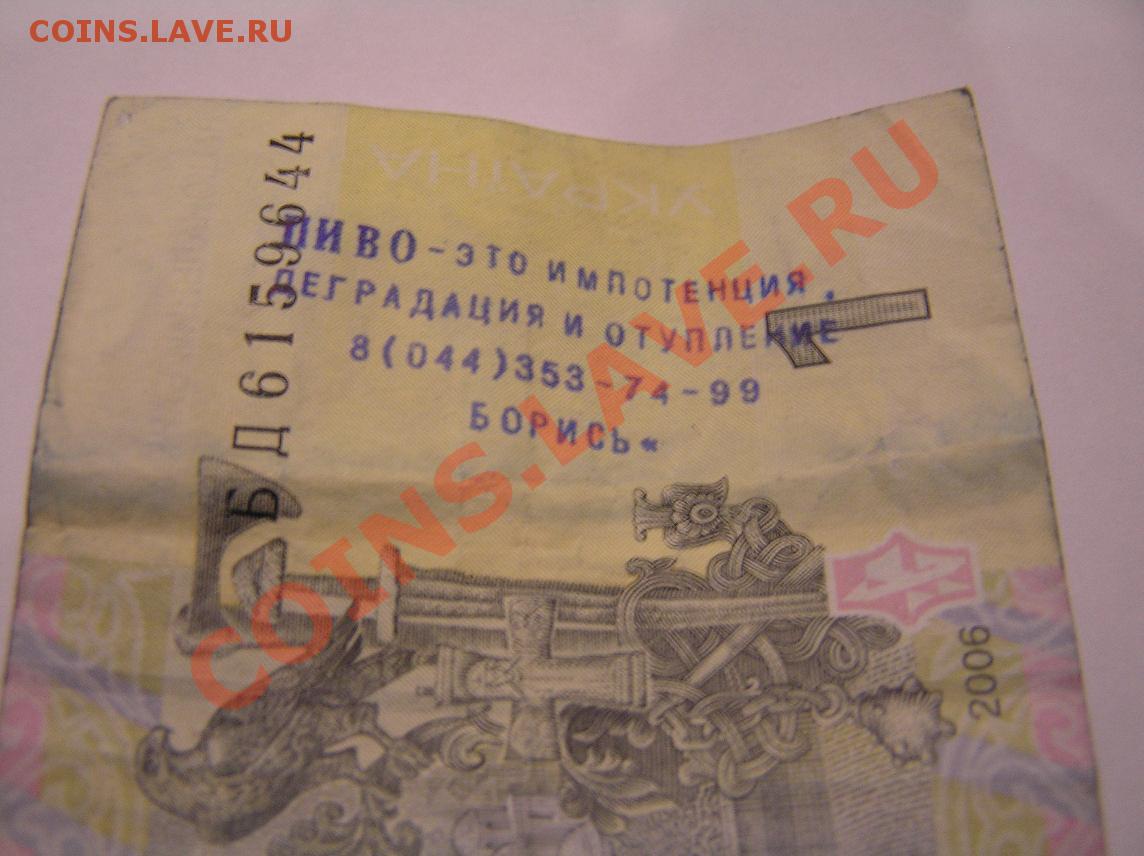 COINS.LAVE.RU
УКРАЇНА
ПИВО - ЭТО ИМПОТЕНЦИЯ,
ДЕГРАДАЦИЯ И ОТУПЛЕНИЕ
8(044)353-74-99
БОРИСЬ«
БД6159644
1
2006
COINS.LAVE.RU